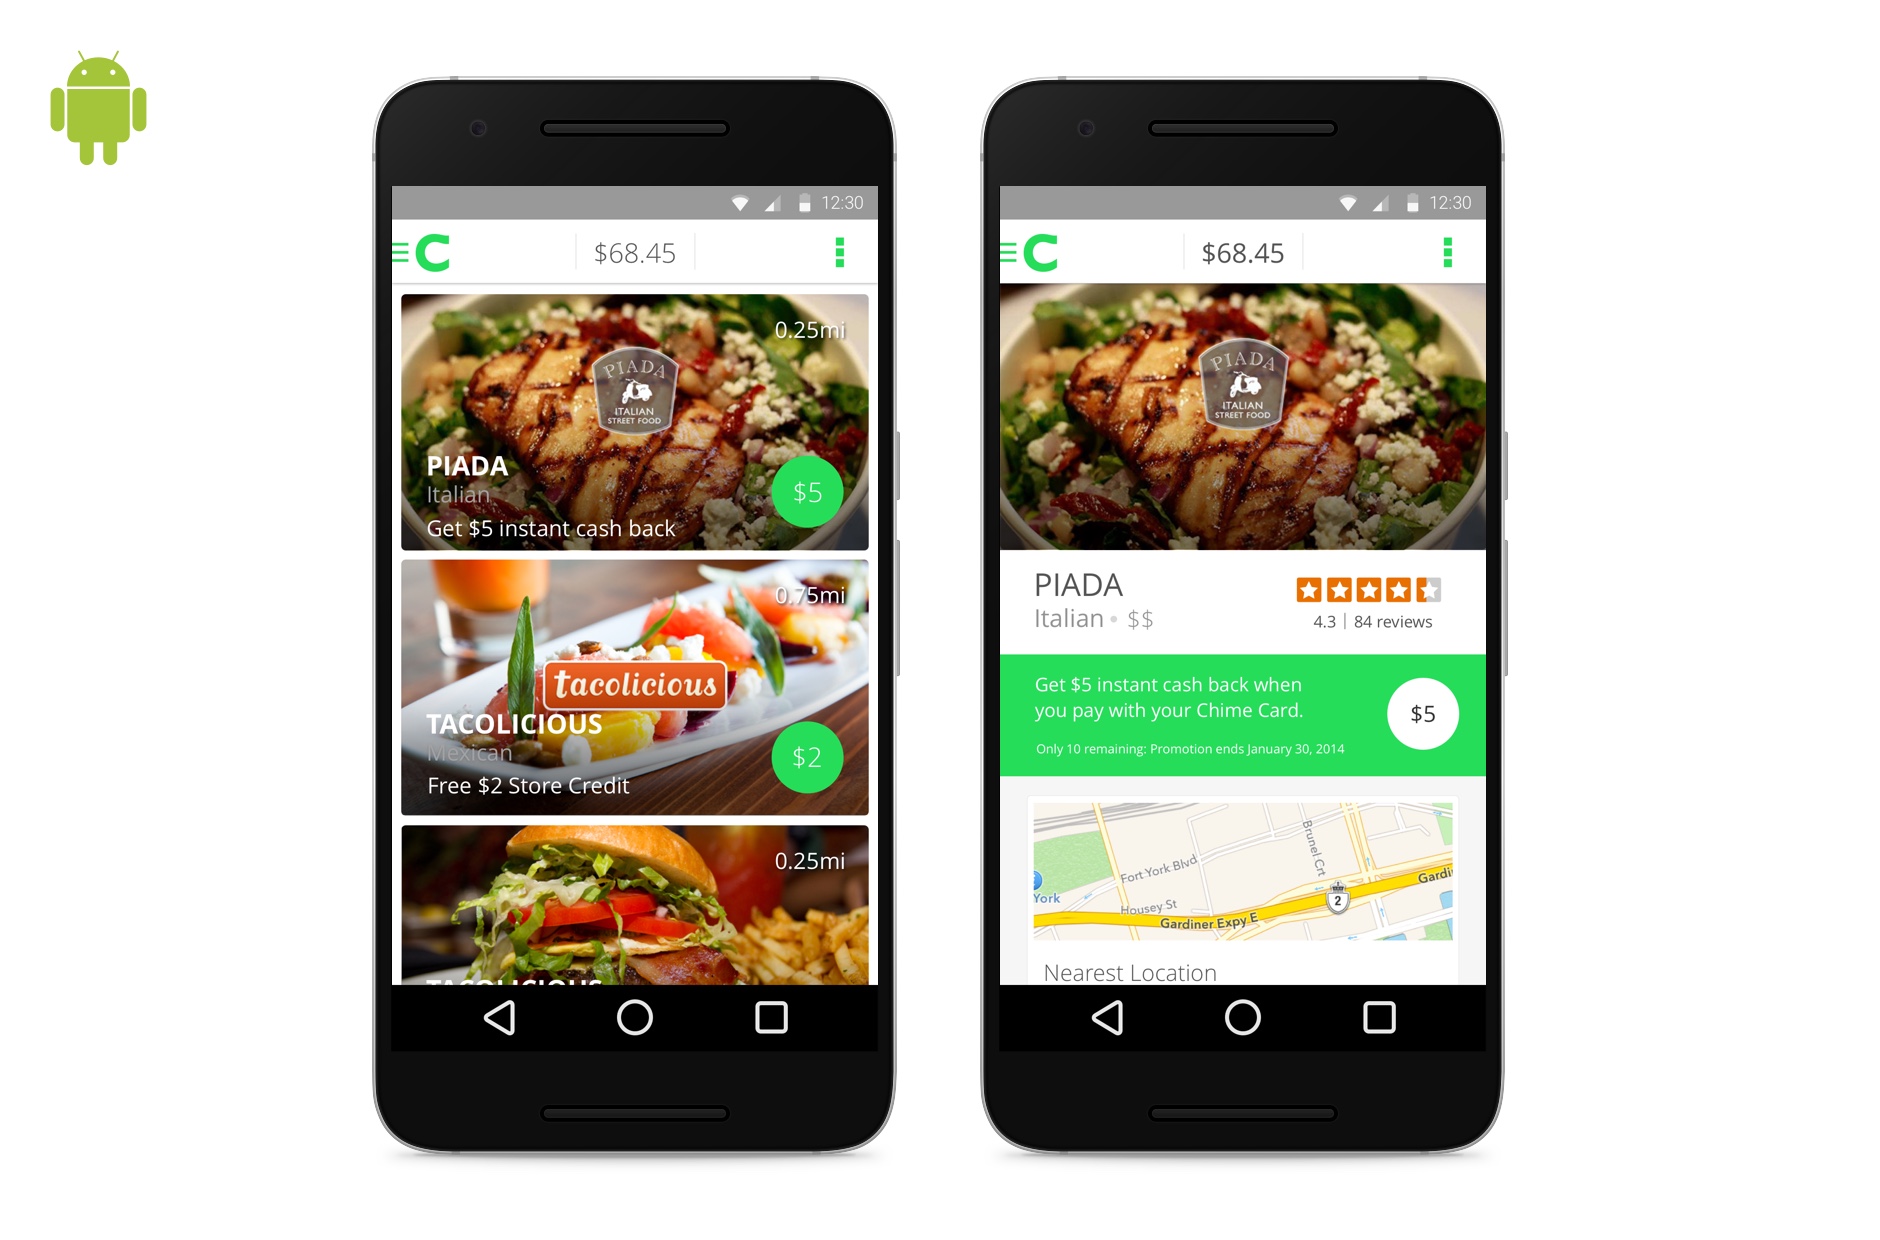 12:30
C
$68.45
0.25mi
PIADA
ITALIAN
STREET FOOD
PIADA
Italian
$5
Get $5 instant cash back
0.75mi
tacolicious
TACOLICIOUS
Mexican
$2
Free $2 Store Credit
0.25mi
TACOLICIOUS
12:30
C
$68.45
PIADA
ITALIAN
STREET FOOD
PIADA
Italian • $$
4.3 | 84 reviews
Get $5 instant cash back when
you pay with your Chime Card.
$5
Only 10 remaining: Promotion ends January 30, 2014
Brunel Crt
Fort York Blvd
Gardi
York
2
Housey St
Gardiner Expy E
Nearest Location